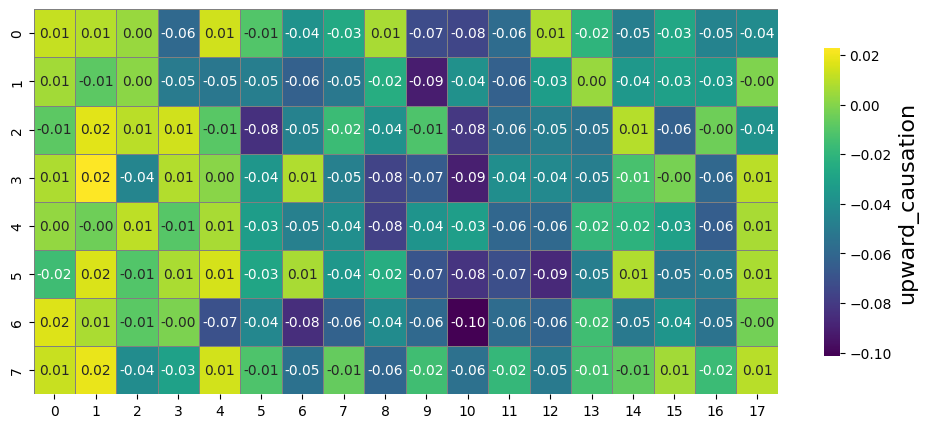 0 0.01 0.01 0.00 -0.06 0.01 -0.01 -0.04 -0.03 0.01 -0.07 -0.08 -0.06 0.01 -0.02 -0.05 -0.03 -0.05 -0.04
1 0.01 -0.01 0.00 -0.05 -0.05 -0.05 -0.06 -0.05 -0.02 -0.09 -0.04 -0.06 -0.03 0.00 -0.04 -0.03 -0.03 -0.00
2 -0.01 0.02 0.01 0.01 -0.01 -0.08 -0.05 -0.02 -0.04 -0.01 -0.08 -0.06 -0.05 -0.05 0.01 -0.06 -0.00 -0.04
3 0.01 0.02 -0.04 0.01 0.00 -0.04 0.01 -0.05 -0.08 -0.07 -0.09 -0.04 -0.04 -0.05 -0.01 -0.00 -0.06 0.01
4 0.00 -0.00 0.01 -0.01 0.01 -0.03 -0.05 -0.04 -0.08 -0.04 -0.03 -0.06 -0.06 -0.02 -0.02 -0.03 -0.06 0.01
5 -0.02 0.02 -0.01 0.01 0.01 -0.03 0.01 -0.04 -0.02 -0.07 -0.08 -0.07 -0.09 -0.05 0.01 -0.05 -0.05 0.01
6 0.02 0.01 -0.01 -0.00 -0.07 -0.04 -0.08 -0.06 -0.04 -0.06 -0.10 -0.06 -0.06 -0.02 -0.05 -0.04 -0.05 -0.00
7 0.01 0.02 -0.04 -0.03 0.01 -0.01 -0.05 -0.01 -0.06 -0.02 -0.06 -0.02 -0.05 -0.01 -0.01 0.01 -0.02 0.01
0 1 2 3 4 5 6 7 8 9 10 11 12 13 14 15 16 17
0.02
0.00
−0.02
−0.04
−0.06
−0.08
−0.10
upward_causation